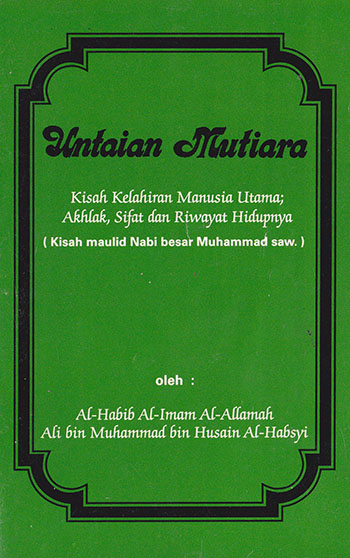 Untaian Mutiara
Kisah Kelahiran Manusia Utama;
Akhlak, Sifat dan Riwayat Hidupnya
( Kisah maulid Nabi besar Muhammad saw. )
oleh :
Al-Habib Al-Imam Al-Allamah
Ali bin Muhammad bin Husain Al-Habsyi